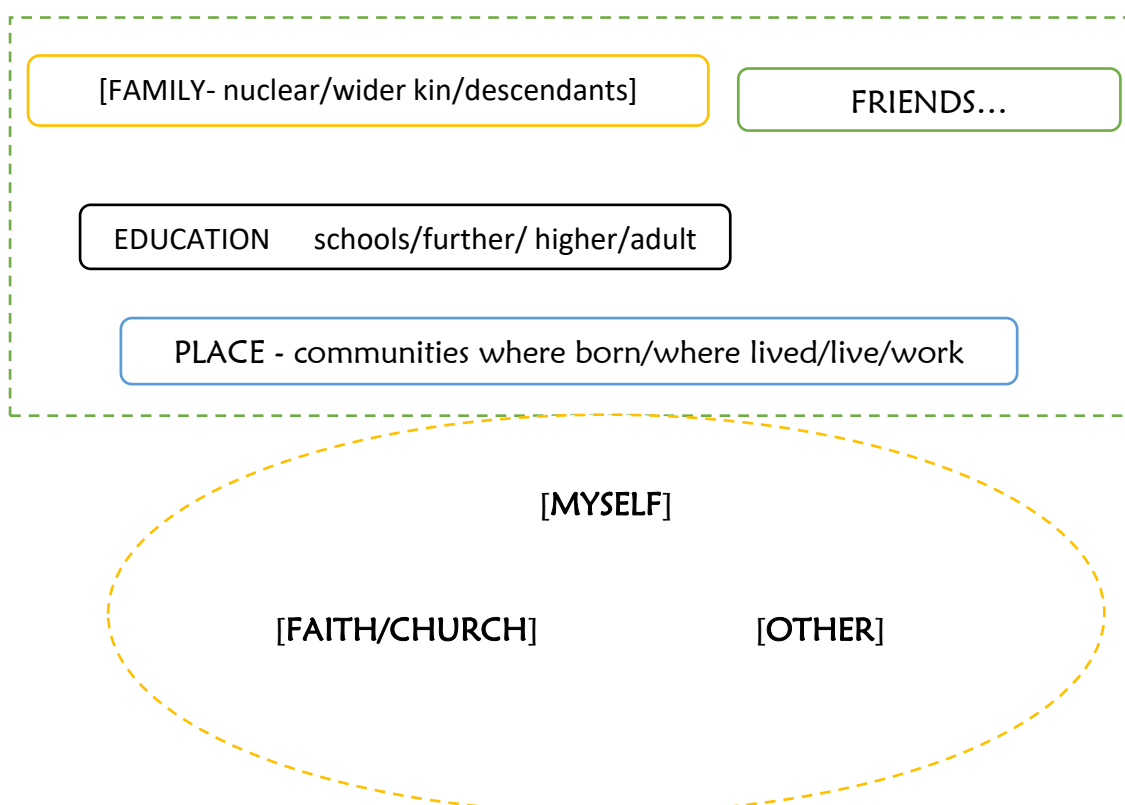 [FAMILY- nuclear/wider kin/descendants]
FRIENDS...
EDUCATION schools/further/ higher/adult
PLACE - communities where born/where lived/live/work
[MYSELF]
[FAITH/CHURCH]
[OTHER]